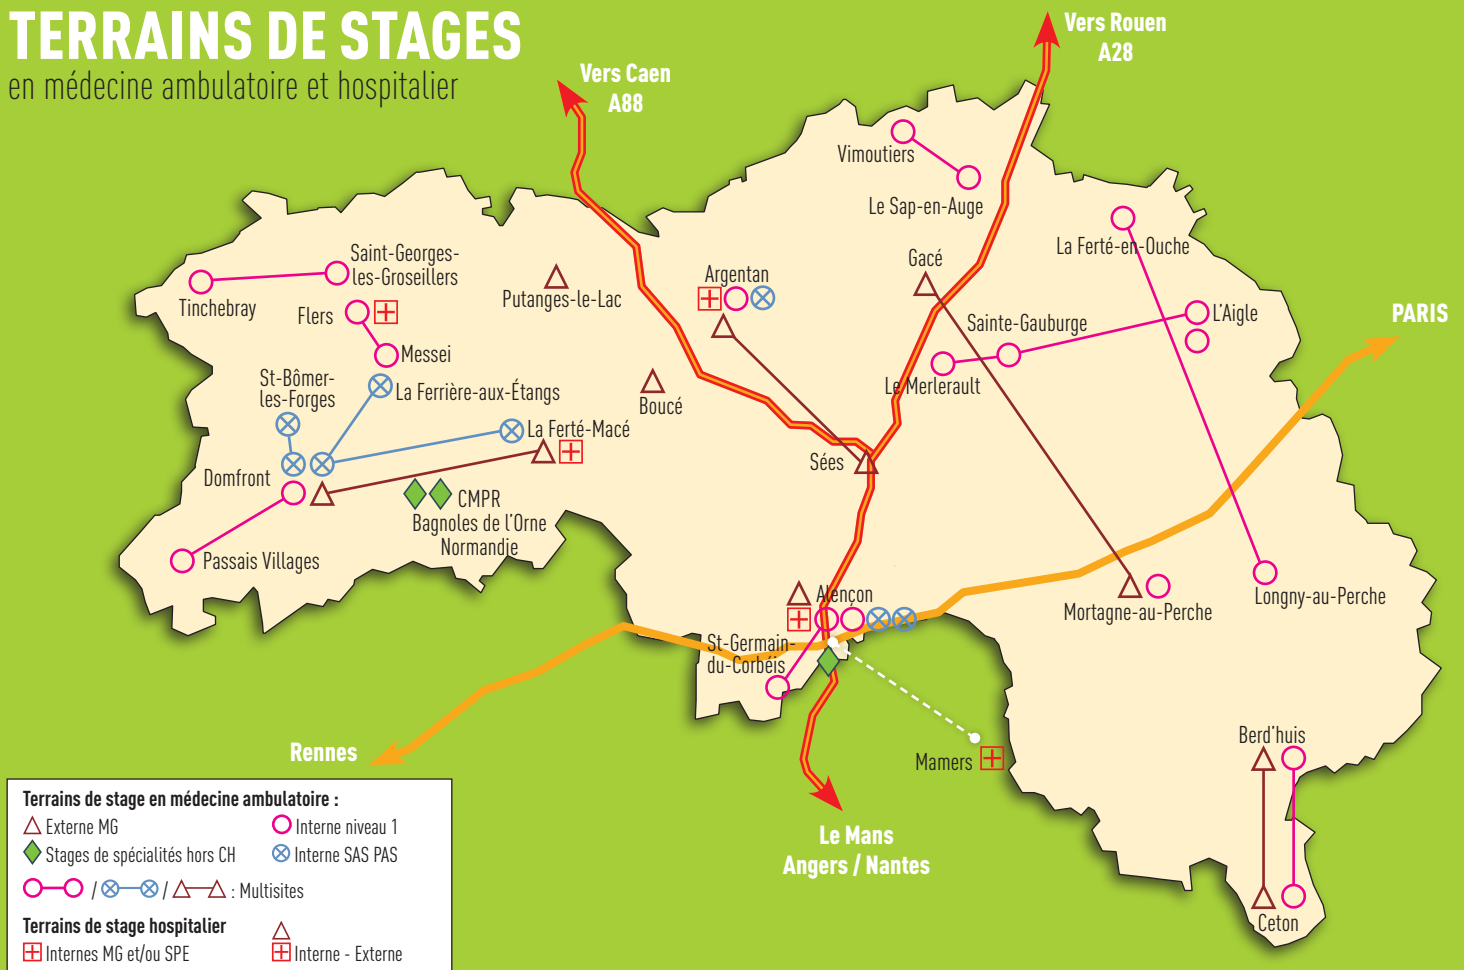 TERRAINS DE STAGES
en médecine ambulatoire et hospitalier
Vers Caen
A88
Vers Rouen
A28
Vimoutiers
Le Sap-en-Auge
La Ferté-en-Ouche
Saint-Georges-
les-Groseillers
Tinchebray
Flers
Messei
Putanges-le-Lac
Argentan
Gacé
Sainte-Gauburge
L'Aigle
PARIS
Le Merlerault
St-Bômer-
les-Forges
La Ferrière-aux-Étangs
Boucé
La Ferté-Macé
Domfront
Sées
CMPR
Bagnoles de l'Orne
Normandie
Passais Villages
Alençon
St-Germain-
du-Corbéis
Mortagne-au-Perche
Longny-au-Perche
Rennes
Mamers
Berd'huis
Ceton
Le Mans
Angers / Nantes
Terrains de stage en médecine ambulatoire :
Externe MG
Interne niveau 1
Stages de spécialités hors CH
Interne SAS PAS
/ / : Multisites
Terrains de stage hospitalier
Internes MG et/ou SPE
Interne - Externe